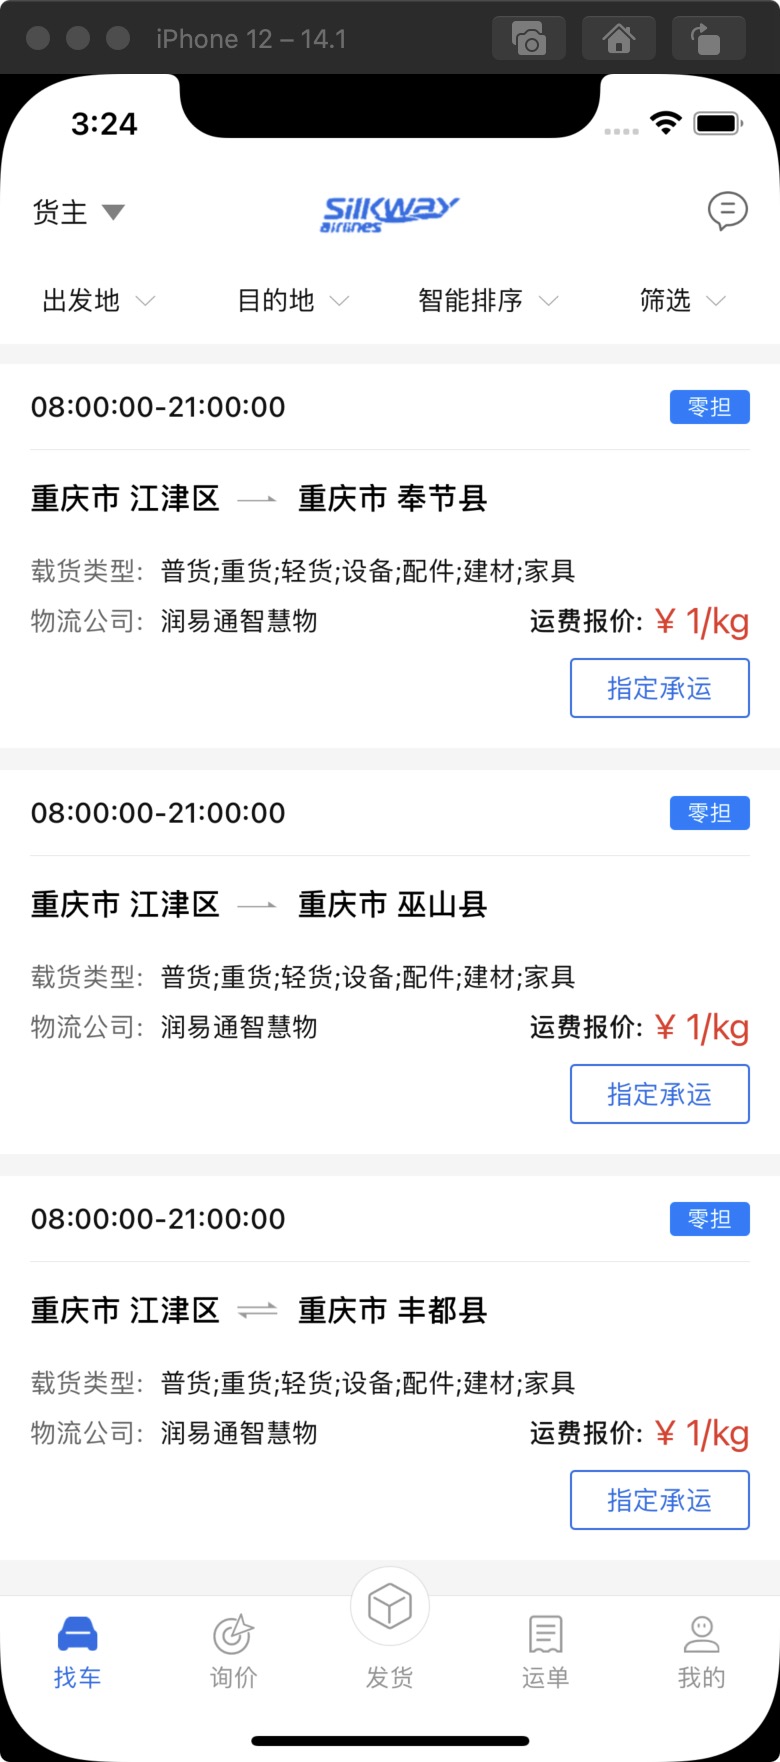 iPhone 12 – 14.1
3:24
货主
Silkway
airlines
出发地 目的地 智能排序 筛选
08:00:00-21:00:00 零担
重庆市 江津区 重庆市 奉节县
载货类型: 普货;重货;轻货;设备;配件;建材;家具
物流公司: 润易通智慧物 运费报价: ¥ 1/kg
指定承运
08:00:00-21:00:00 零担
重庆市 江津区 重庆市 巫山县
载货类型: 普货;重货;轻货;设备;配件;建材;家具
物流公司: 润易通智慧物 运费报价: ¥ 1/kg
指定承运
08:00:00-21:00:00 零担
重庆市 江津区 重庆市 丰都县
载货类型: 普货;重货;轻货;设备;配件;建材;家具
物流公司: 润易通智慧物 运费报价: ¥ 1/kg
指定承运
找车 询价 发货 运单 我的